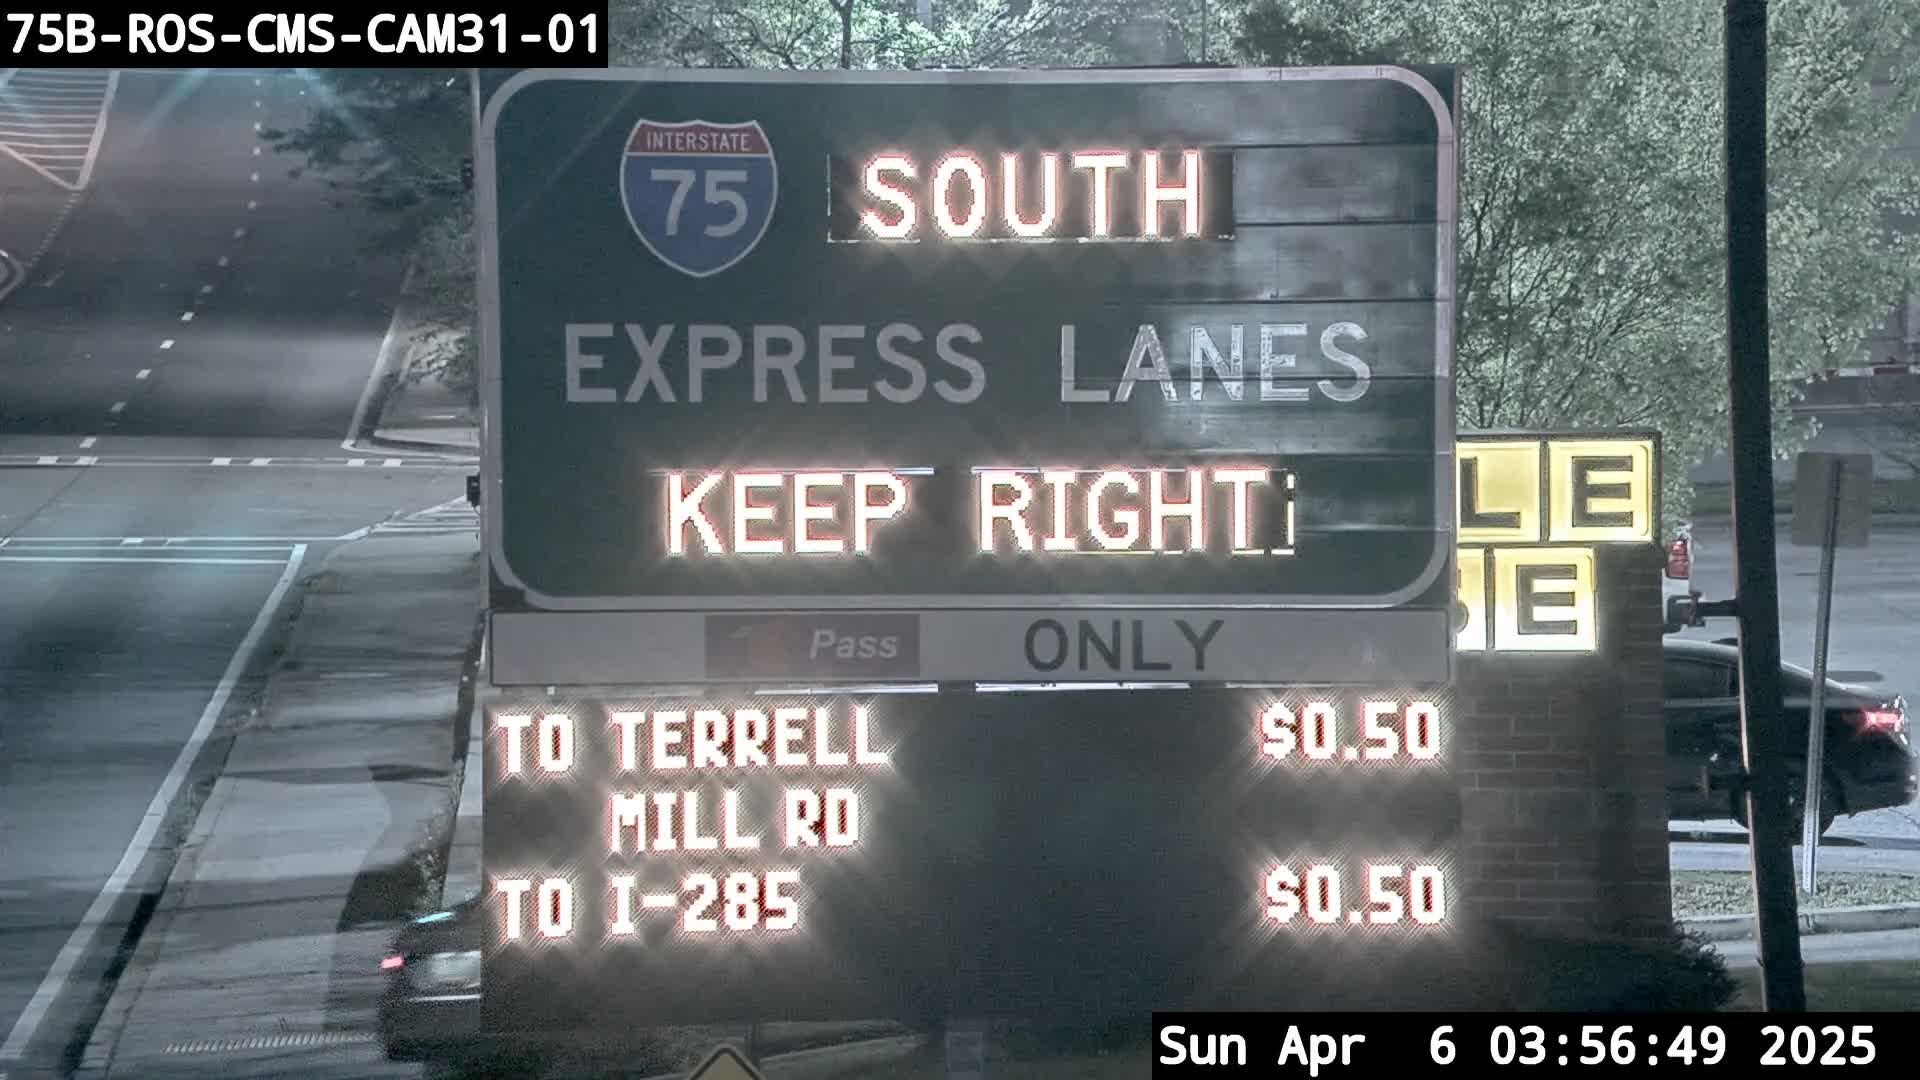 75B-ROS-CMS-CAM31-01
INTERSTATE
75
SOUTH
EXPRESS LANES
KEEP RIGHT
Pass ONLY
TO TERRELL $0.50
MILL RD
TO I-285 $0.50
LE
E
Sun Apr 6 03:56:49 2025